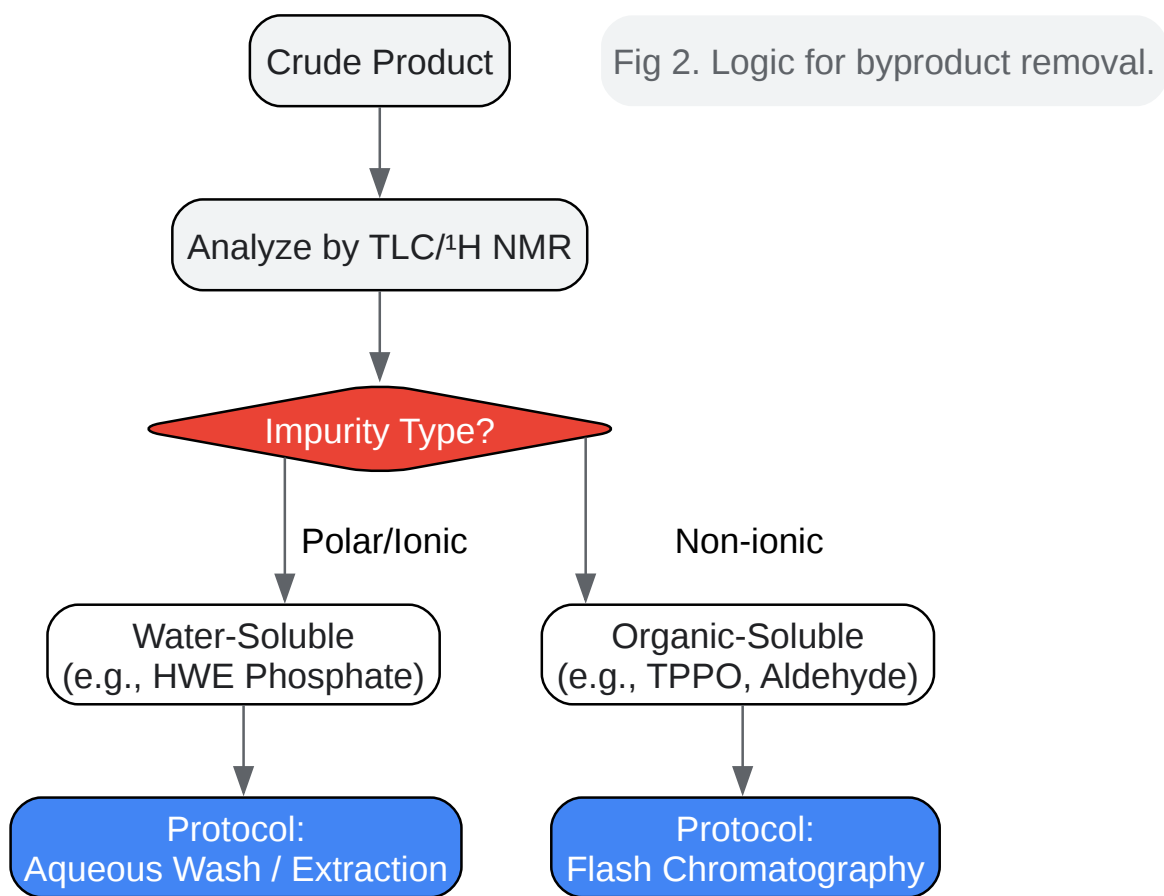 Crude Product
Fig 2. Logic for byproduct removal.
Analyze by TLC/¹H NMR
Impurity Type?
Polar/Ionic
Non-ionic
Water-Soluble
(e.g., HWE Phosphate)
Organic-Soluble
(e.g., TPPO, Aldehyde)
Protocol:
Aqueous Wash / Extraction
Protocol:
Flash Chromatography